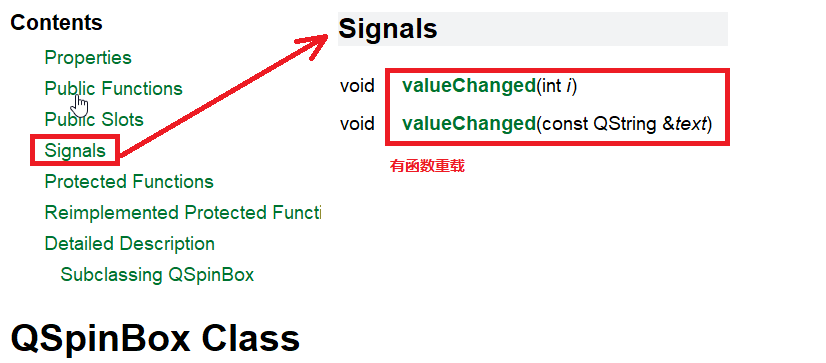 Contents
Properties
Public Functions
Public Slots
Signals
Protected Functions
Reimplemented Protected Functi
Detailed Description
Subclassing QSpinBox
QSpinBox Class
Signals
void valueChanged(int i)
void valueChanged(const QString &text)
有函数重载